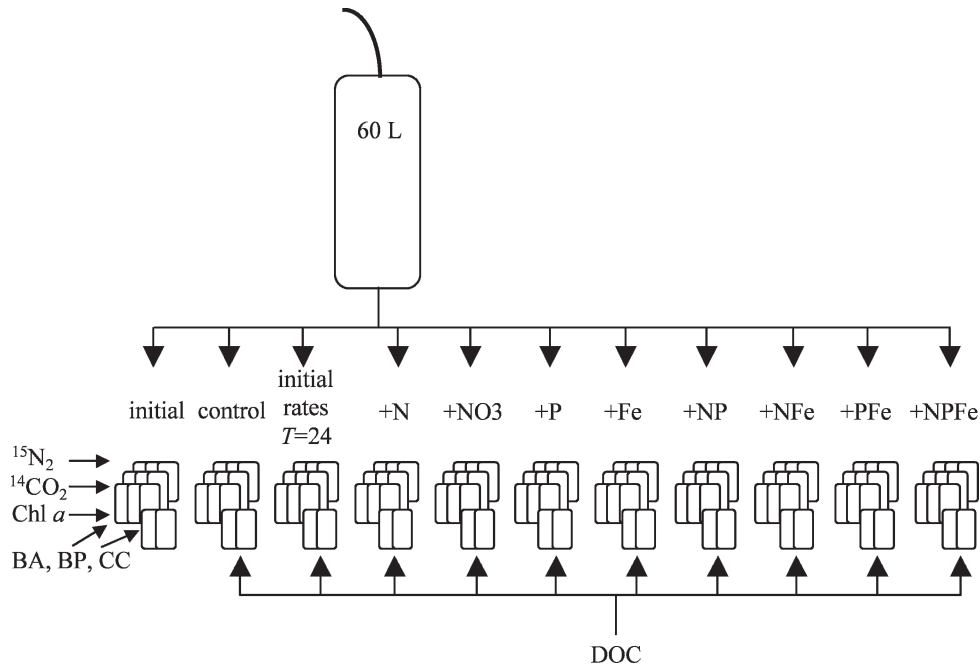 60 L
initial
control
initial
rates
T=24
+N
+NO3
+P
+Fe
+NP
+NFe
+PFe
+NPFe
¹⁵N₂
¹⁴CO₂
Chl a
BA, BP, CC
DOC